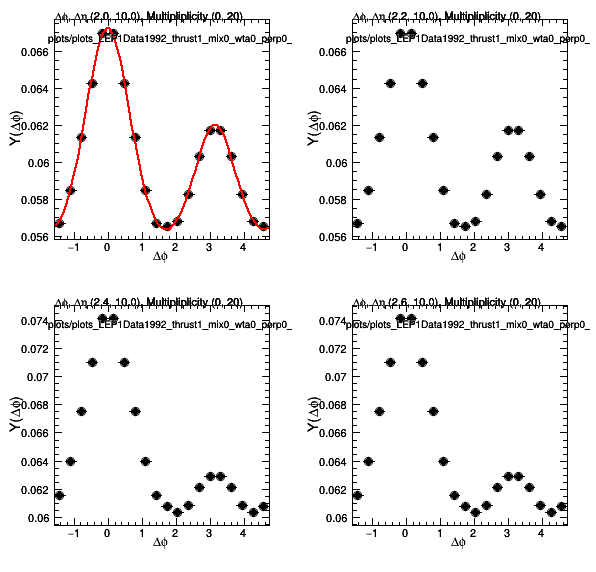 Δϕ, Δη (2.0, 10.0), Multipliplicity (0, 20)
plots/plots_LEP1Data1992_thrust1_mix0_wta0_perp0_
0.066
0.064
0.062
0.06
0.058
0.056
Y(Δϕ)
−1 0 1 2 3 4
Δϕ
Δϕ, Δη (2.2, 10.0), Multipliplicity (0, 20)
plots/plots_LEP1Data1992_thrust1_mix0_wta0_perp0_
0.066
0.064
0.062
0.06
0.058
0.056
Y(Δϕ)
−1 0 1 2 3 4
Δϕ
Δϕ, Δη (2.4, 10.0), Multipliplicity (0, 20)
plots/plots_LEP1Data1992_thrust1_mix0_wta0_perp0_
0.074
0.072
0.07
0.068
0.066
0.064
0.062
0.06
Y(Δϕ)
−1 0 1 2 3 4
Δϕ
Δϕ, Δη (2.6, 10.0), Multipliplicity (0, 20)
plots/plots_LEP1Data1992_thrust1_mix0_wta0_perp0_
0.074
0.072
0.07
0.068
0.066
0.064
0.062
0.06
Y(Δϕ)
−1 0 1 2 3 4
Δϕ